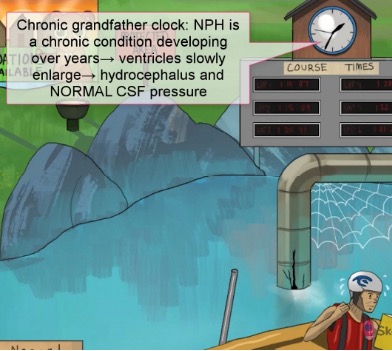 Chronic grandfather clock: NPH is
a chronic condition developing
over years→ ventricles slowly
enlarge→ hydrocephalus and
NORMAL CSF pressure
COURSE TIMES